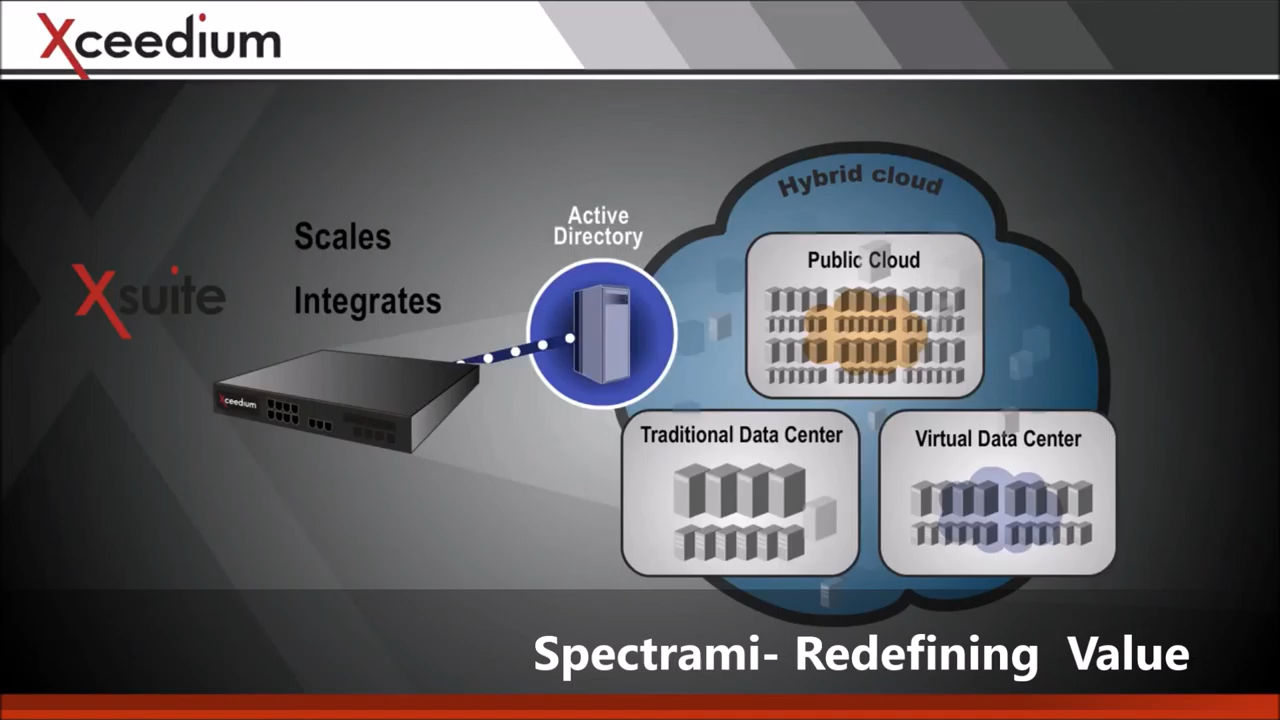 Xceedium
Hybrid cloud
Active
Directory
Scales
Public Cloud
Xsuite
Integrates
Xceedium
Traditional Data Center
Virtual Data Center
Spectrami- Redefining Value